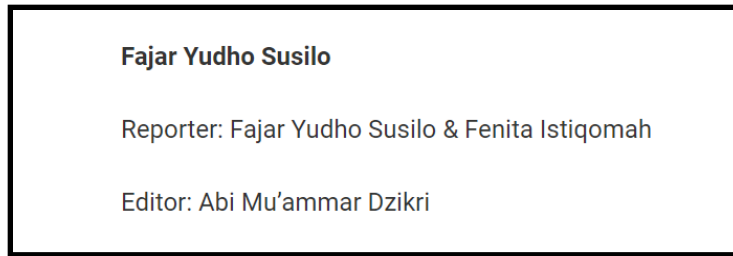 Fajar Yudho Susilo
Reporter: Fajar Yudho Susilo & Fenita Istiqomah
Editor: Abi Mu’ammar Dzikri